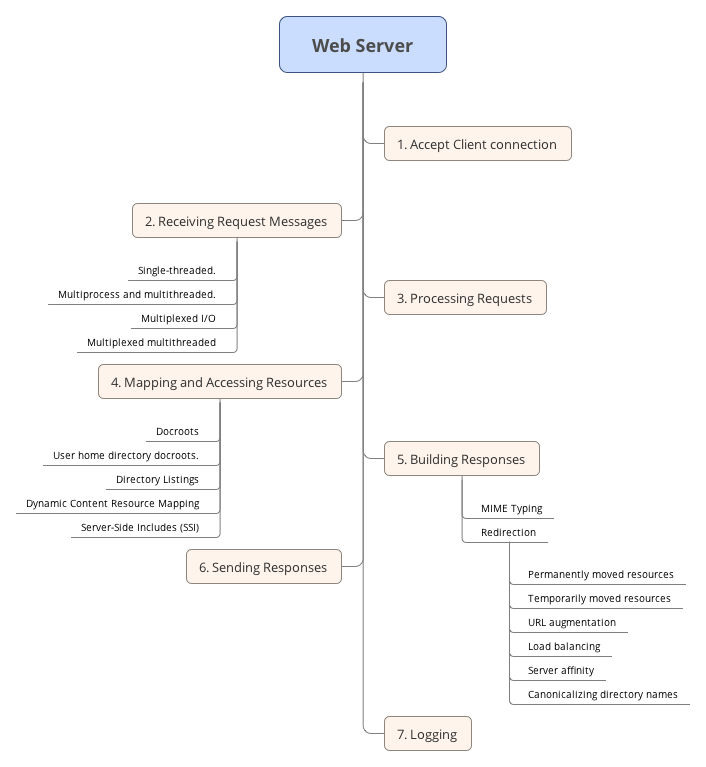 Web Server
1. Accept Client connection
2. Receiving Request Messages
Single-threaded.
Multiprocess and multithreaded.
Multiplexed I/O
Multiplexed multithreaded
3. Processing Requests
4. Mapping and Accessing Resources
Docroots
User home directory docroots.
Directory Listings
Dynamic Content Resource Mapping
Server-Side Includes (SSI)
5. Building Responses
MIME Typing
Redirection
Permanently moved resources
Temporarily moved resources
URL augmentation
Load balancing
Server affinity
Canonicalizing directory names
6. Sending Responses
7. Logging